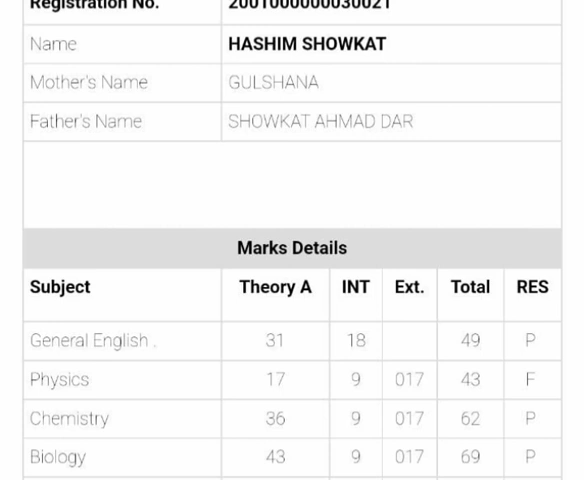 Registration No. 2001000000030021
Name HASHIM SHOWKAT
Mother's Name GULSHANA
Father's Name SHOWKAT AHMAD DAR
Marks Details
Subject Theory A INT Ext. Total RES
General English . 31 18 49 P
Physics 17 9 017 43 F
Chemistry 36 9 017 62 P
Biology 43 9 017 69 P